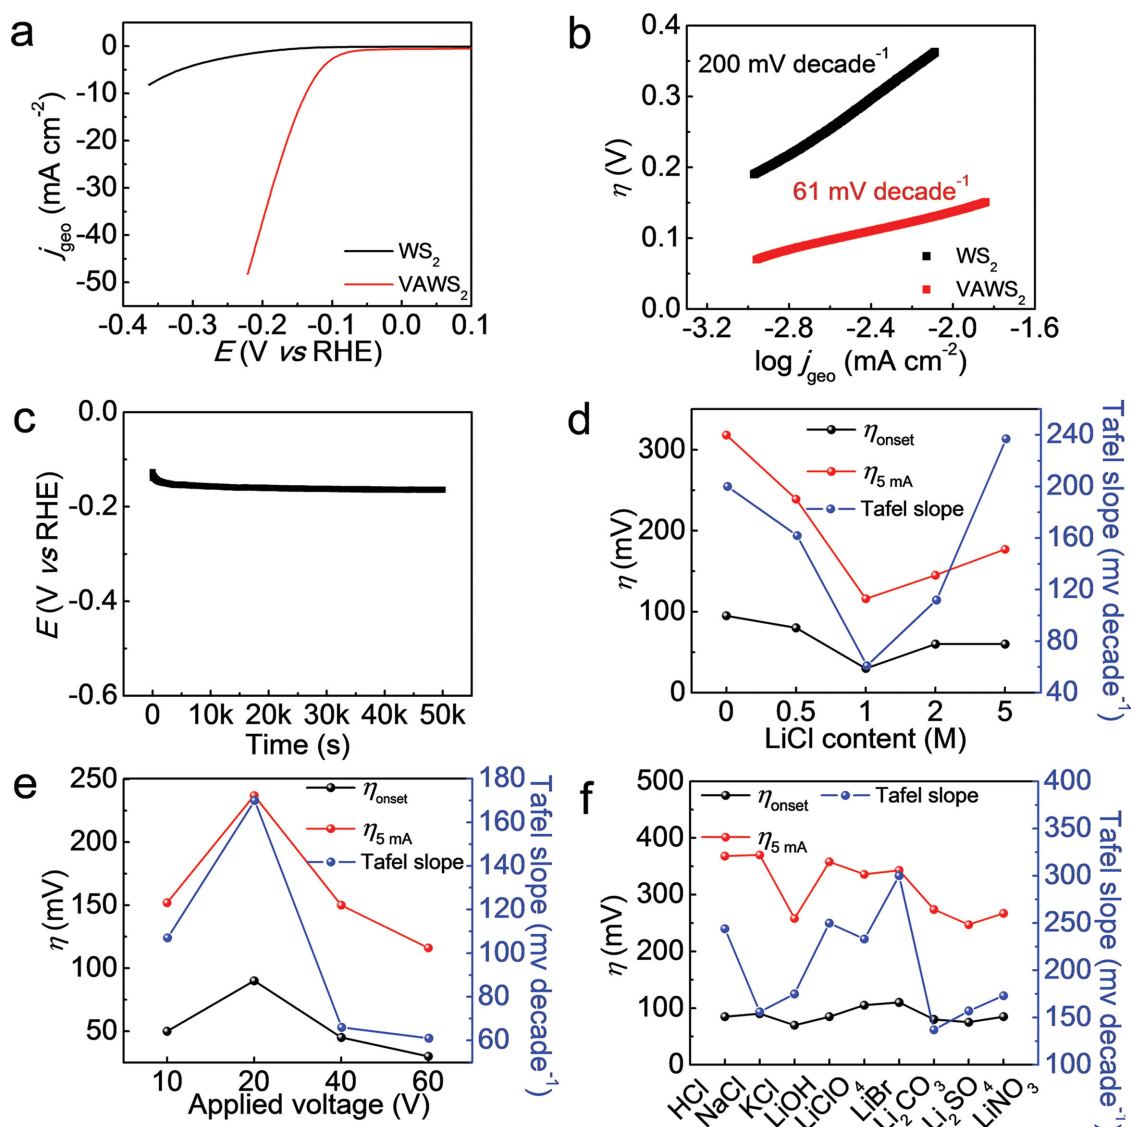 a
0
-10
-20
-30
-40
-50
j_geo (mA cm⁻²)
WS₂
VAWS₂
-0.4 -0.3 -0.2 -0.1 0.0 0.1
E (V vs RHE)
b
0.4
0.3
0.2
0.1
0.0
η (V)
200 mV decade⁻¹
61 mV decade⁻¹
WS₂
VAWS₂
-3.2 -2.8 -2.4 -2.0 -1.6
log j_geo (mA cm⁻²)
c
0.0
-0.2
-0.4
-0.6
E (V vs RHE)
0 10k 20k 30k 40k 50k
Time (s)
d
300
200
100
0
η (mV)
η_onset
η_5 mA
Tafel slope
240
200
160
120
80
40
Tafel slope (mv decade⁻¹)
0 0.5 1 2 5
LiCl content (M)
e
250
200
150
100
50
η (mV)
η_onset
η_5 mA
Tafel slope
180
160
140
120
100
80
60
Tafel slope (mv decade⁻¹)
10 20 40 60
Applied voltage (V)
f
500
400
300
200
100
0
η (mV)
η_onset Tafel slope
η_5 mA
400
350
300
250
200
150
100
Tafel slope (mv decade⁻¹)
HCl NaCl KCl LiOH LiClO₄ LiBr Li₂CO₃ Li₂SO₄ LiNO₃